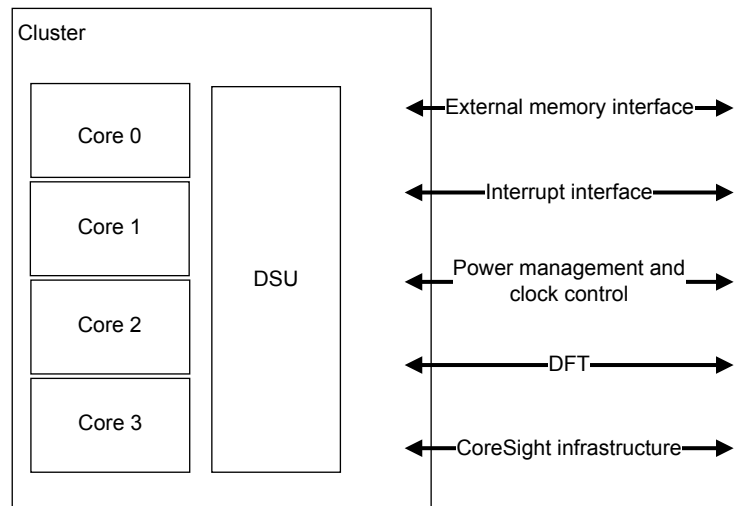 Cluster
Core 0
Core 1
Core 2
Core 3
DSU
External memory interface
Interrupt interface
Power management and
clock control
DFT
CoreSight infrastructure